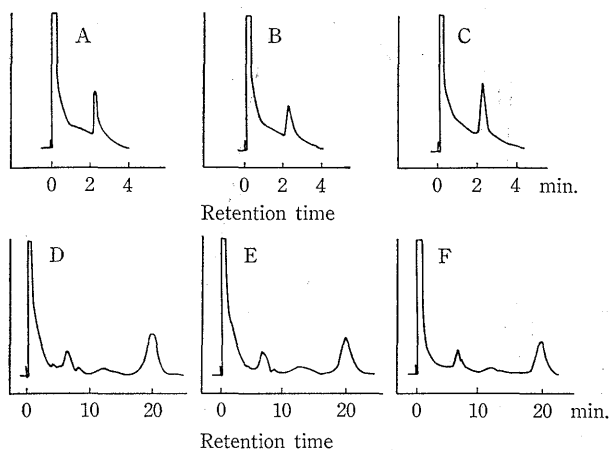 A B C
0 2 4 0 2 4 0 2 4 min.
Retention time
D E F
0 10 20 0 10 20 0 10 20 min.
Retention time